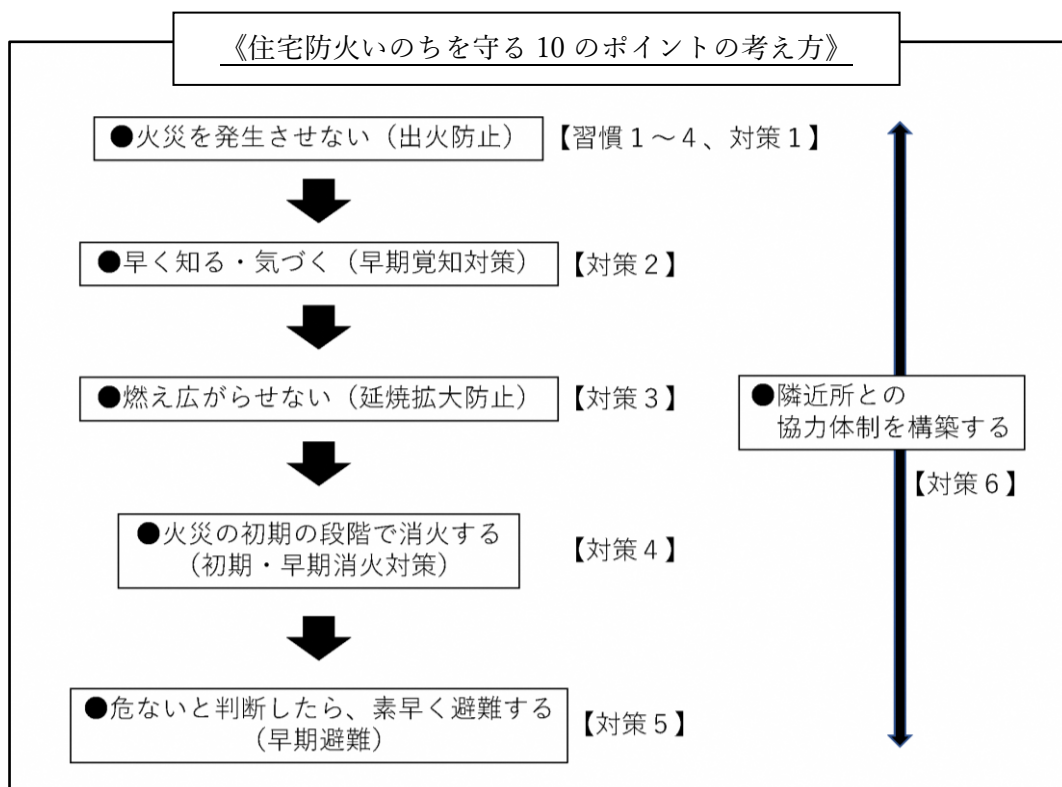 《住宅防火いのちを守る 10 のポイントの考え方》
●火災を発生させない（出火防止）
【習慣１～４、対策１】
●早く知る・気づく（早期覚知対策）
【対策２】
●燃え広がらせない（延焼拡大防止）
【対策３】
●火災の初期の段階で消火する
（初期・早期消火対策）
【対策４】
●危ないと判断したら、素早く避難する
（早期避難）
【対策５】
●隣近所との
協力体制を構築する
【対策６】